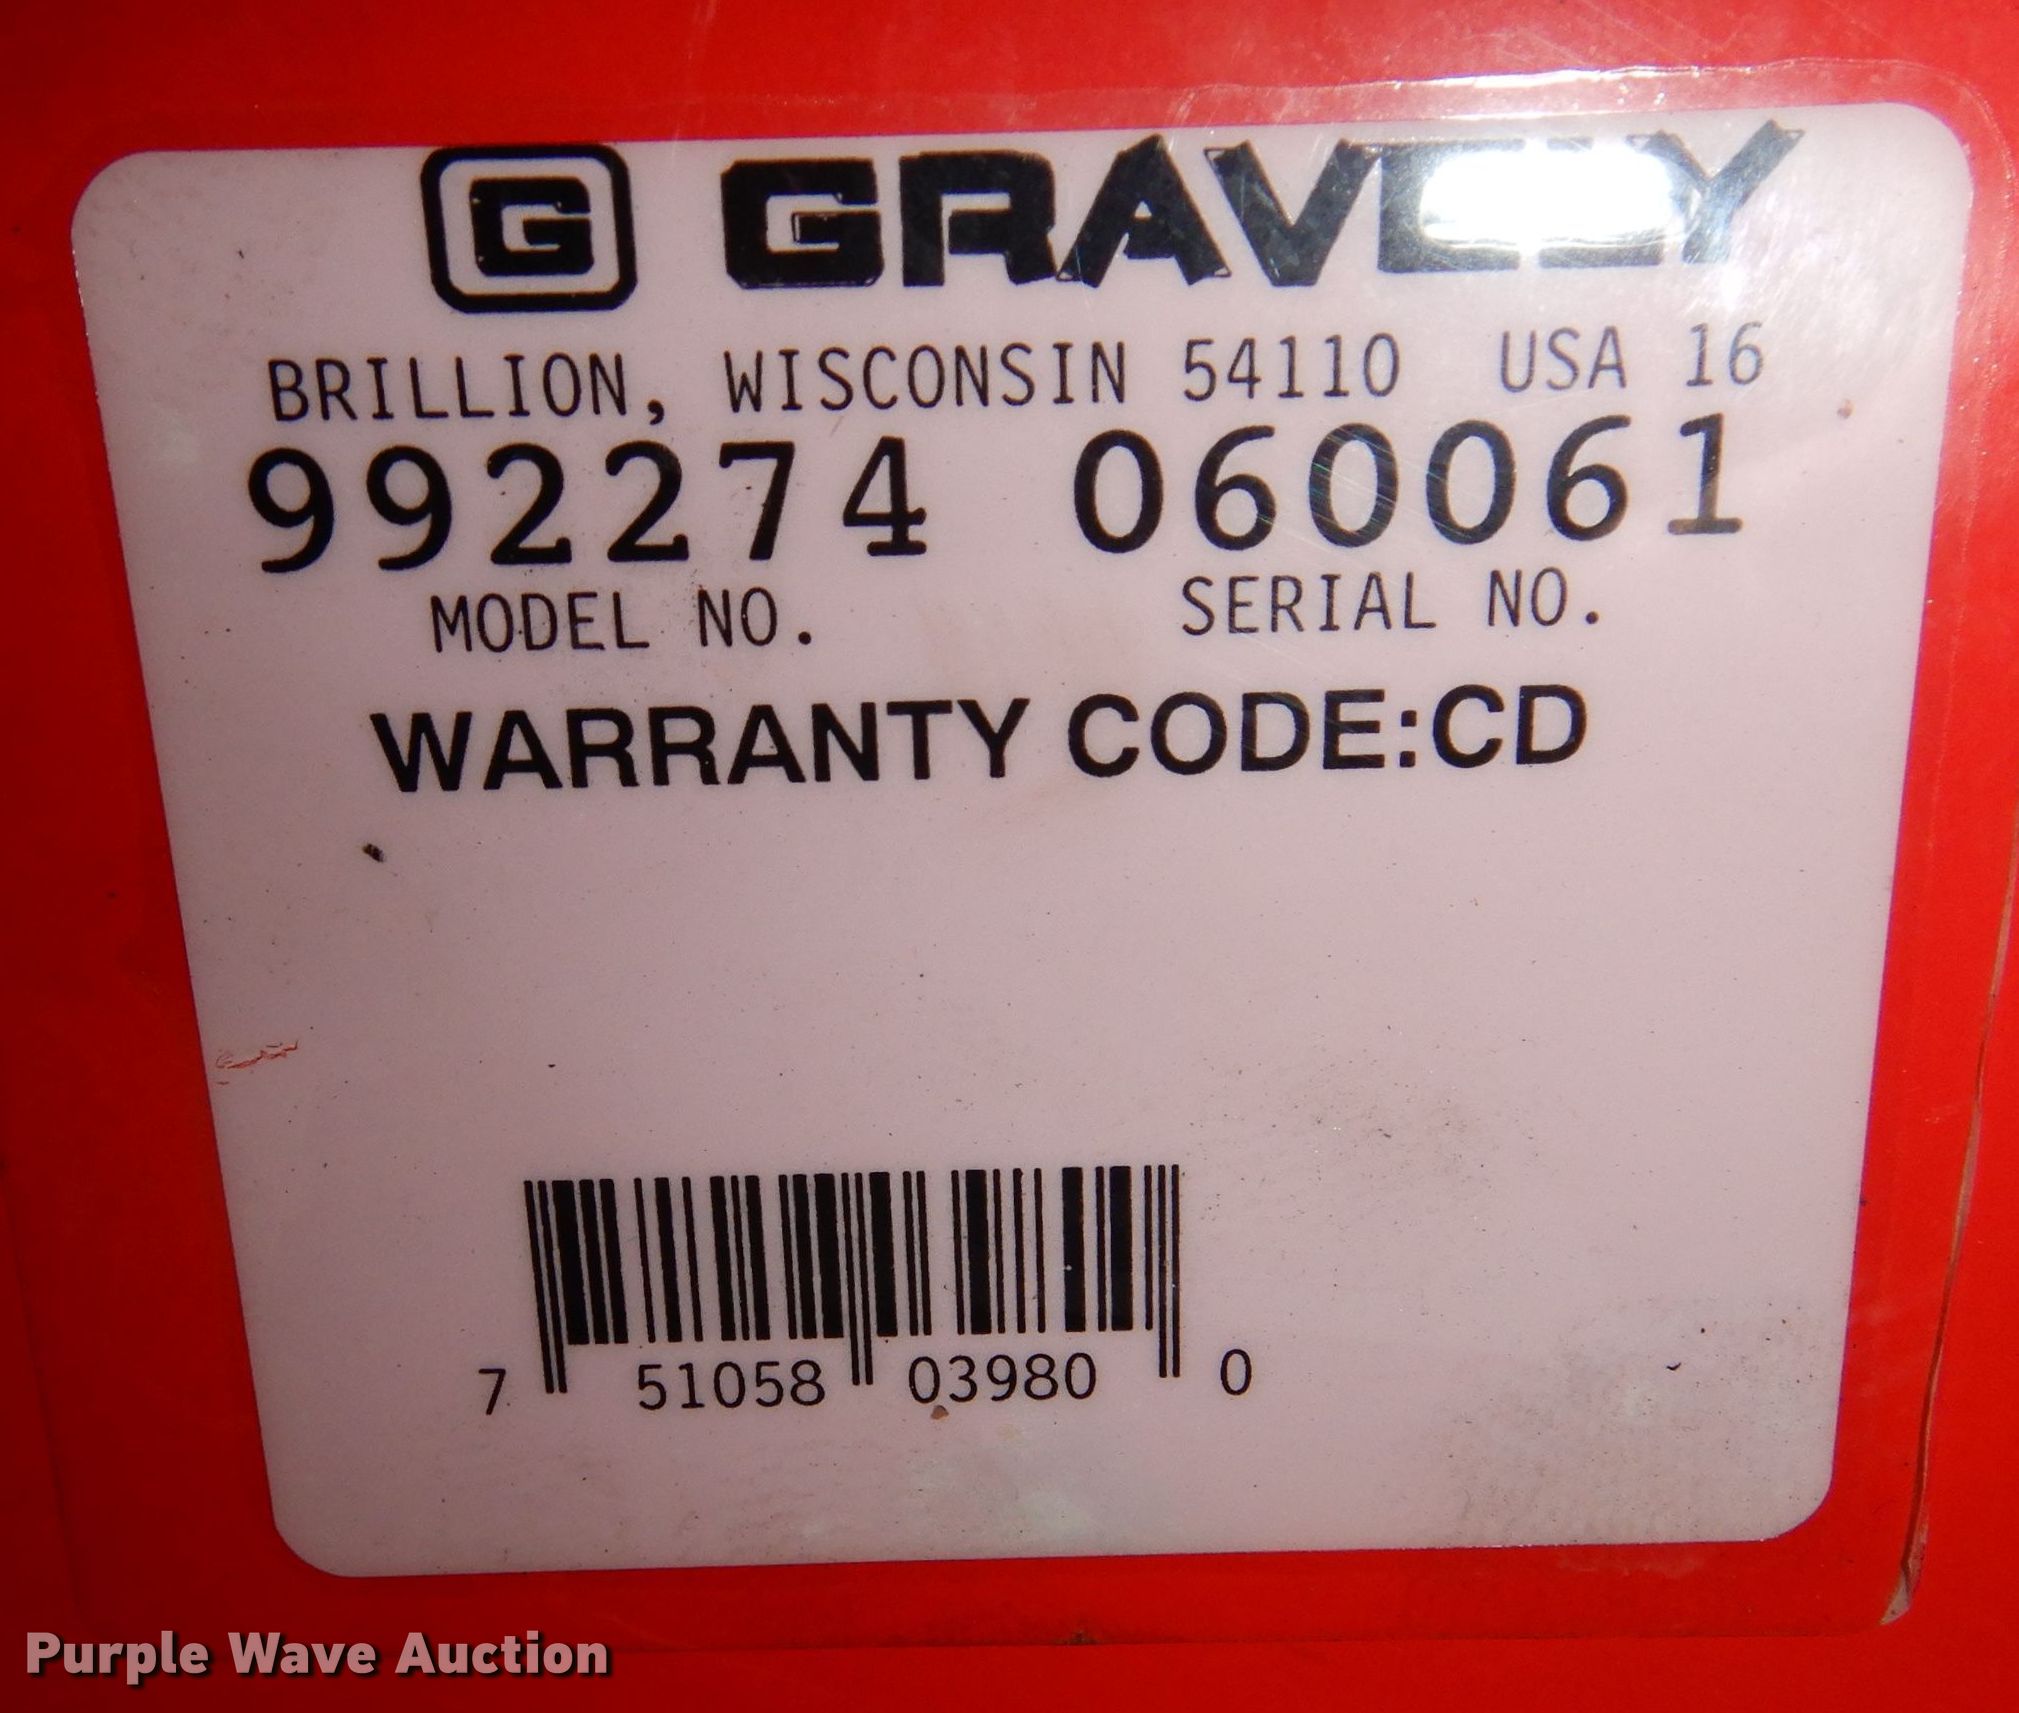 G GRAVELY
BRILLION, WISCONSIN 54110 USA 16
992274 060061
MODEL NO. SERIAL NO.
WARRANTY CODE:CD
7 51058 03980 0
Purple Wave Auction